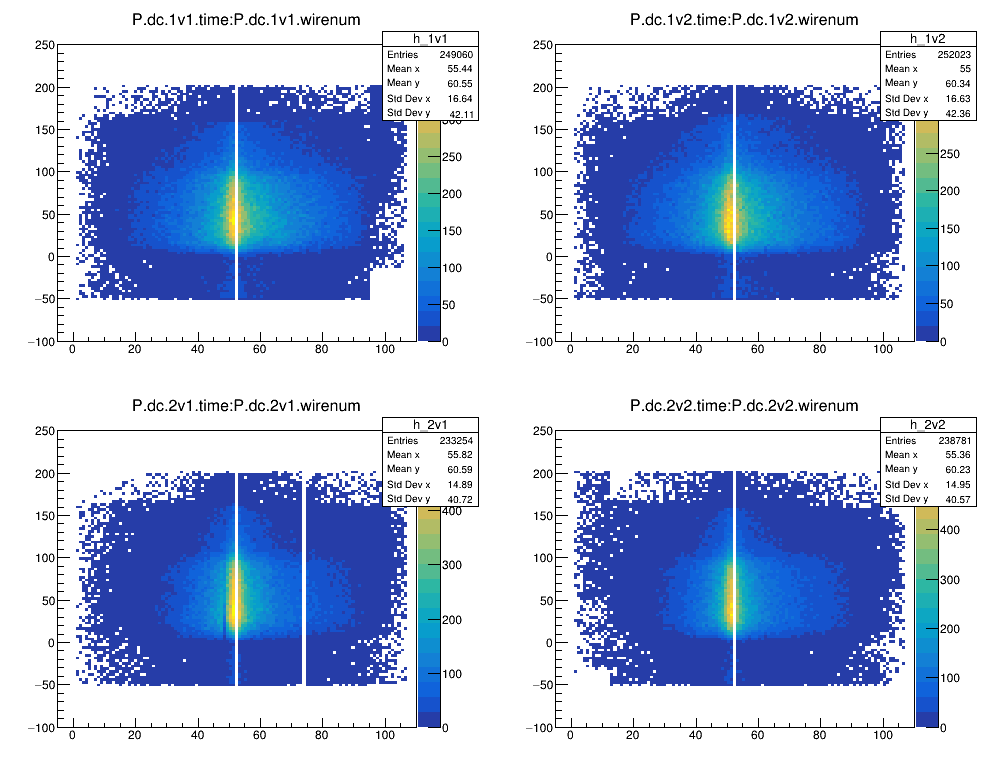 P.dc.1v1.time:P.dc.1v1.wirenum
h_1v1
Entries 249060
Mean x 55.44
Mean y 60.55
Std Dev x 16.64
Std Dev y 42.11
250
200
150
100
50
0
−50
−100
0 20 40 60 80 100
300
250
200
150
100
50
0
P.dc.1v2.time:P.dc.1v2.wirenum
h_1v2
Entries 252023
Mean x 55
Mean y 60.34
Std Dev x 16.63
Std Dev y 42.36
250
200
150
100
50
0
−50
−100
0 20 40 60 80 100
250
200
150
100
50
0
P.dc.2v1.time:P.dc.2v1.wirenum
h_2v1
Entries 233254
Mean x 55.82
Mean y 60.59
Std Dev x 14.89
Std Dev y 40.72
250
200
150
100
50
0
−50
−100
0 20 40 60 80 100
400
300
200
100
0
P.dc.2v2.time:P.dc.2v2.wirenum
h_2v2
Entries 238781
Mean x 55.36
Mean y 60.23
Std Dev x 14.95
Std Dev y 40.57
250
200
150
100
50
0
−50
−100
0 20 40 60 80 100
400
300
200
100
0